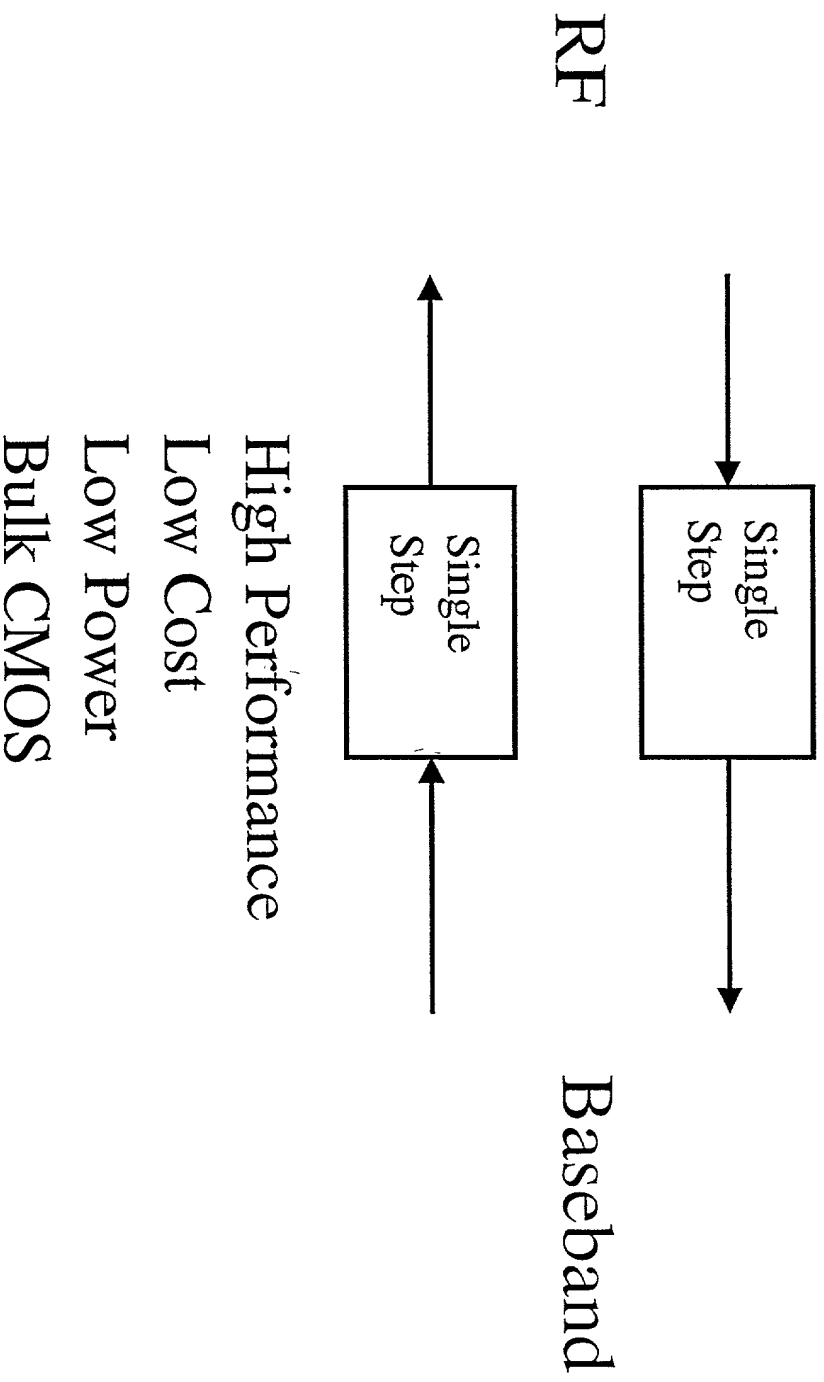 Single
Step
RF
Baseband
Single
Step
High Performance
Low Cost
Low Power
Bulk CMOS